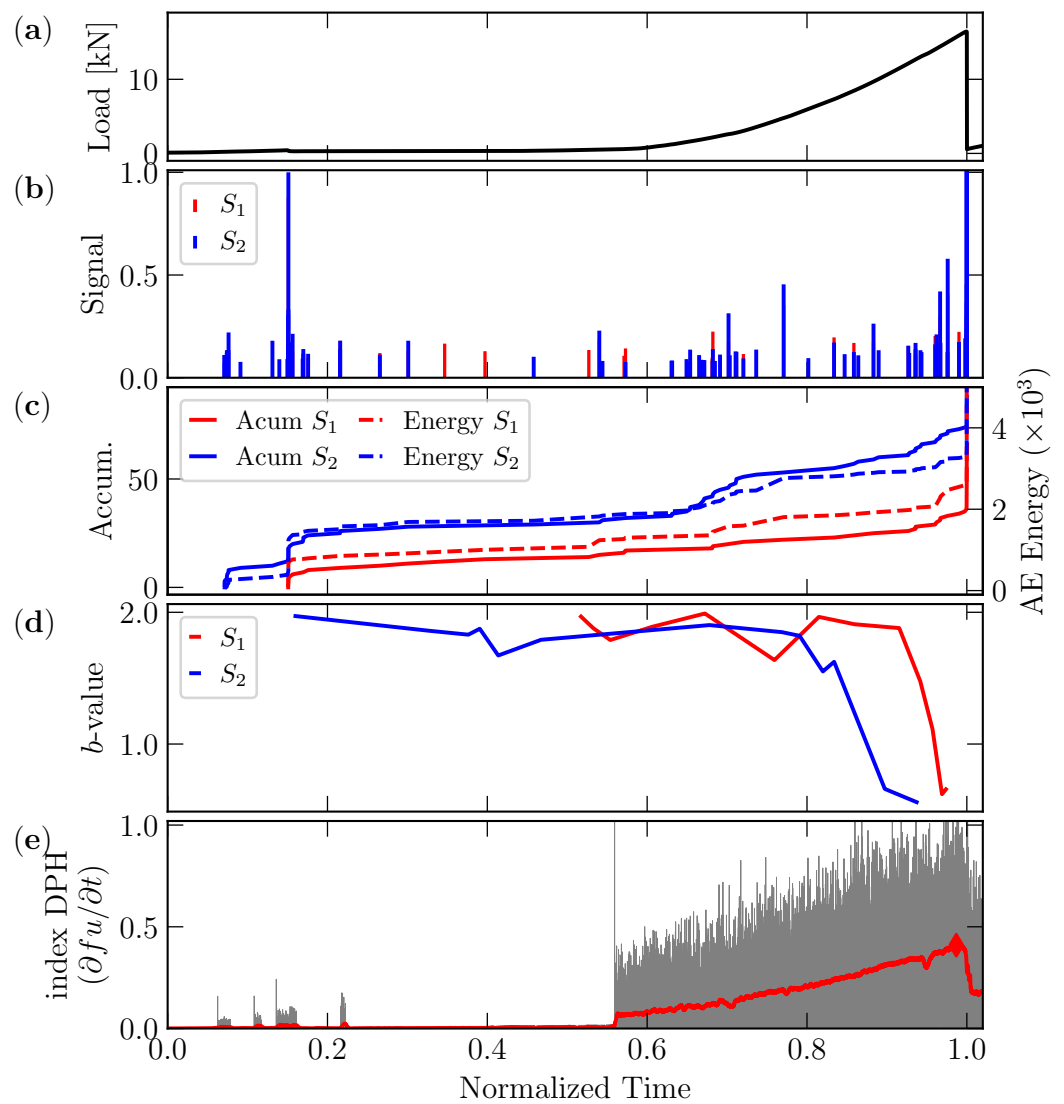 (a)
Load [kN]
10
0
(b)
Signal
1.0
0.5
0.0
S₁
S₂
(c)
Accum.
50
0
Acum S₁
Acum S₂
Energy S₁
Energy S₂
4
2
0
AE Energy (×10³)
(d)
b-value
2.0
1.0
S₁
S₂
(e)
index DPH
(∂fu/∂t)
1.0
0.5
0.0
0.0 0.2 0.4 0.6 0.8 1.0
Normalized Time